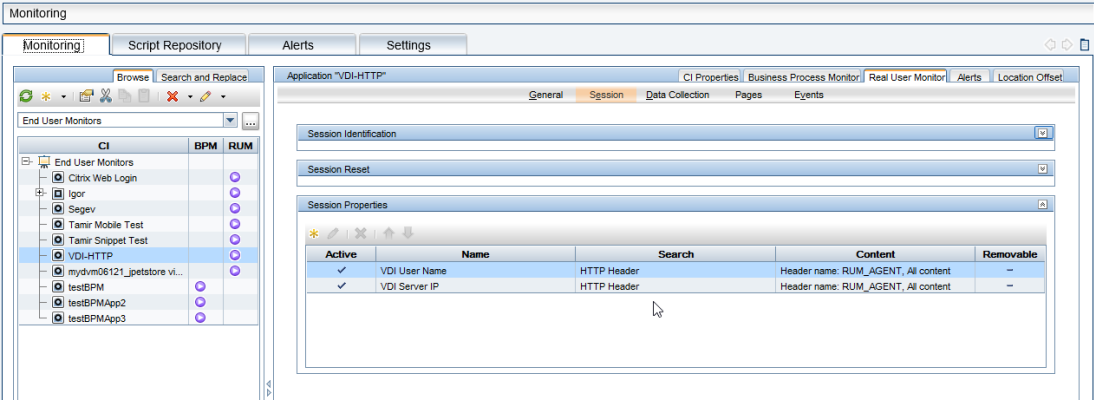 Monitoring
Monitoring: Script Repository Alerts Settings
Browse Search and Replace
End User Monitors ...
CI BPM RUM
End User Monitors
Citrix Web Login
Igor
Segev
Tamir Mobile Test
Tamir Snippet Test
VDI-HTTP
mydvm06121_jpetstore vi...
testBPM
testBPMApp2
testBPMApp3
Application "VDI-HTTP" CI Properties Business Process Monitor Real User Monitor Alerts Location Offset
General Session Data Collection Pages Events
Session Identification
Session Reset
Session Properties
Active Name Search Content Removable
VDI User Name HTTP Header Header name: RUM_AGENT, All content –
VDI Server IP HTTP Header Header name: RUM_AGENT, All content –